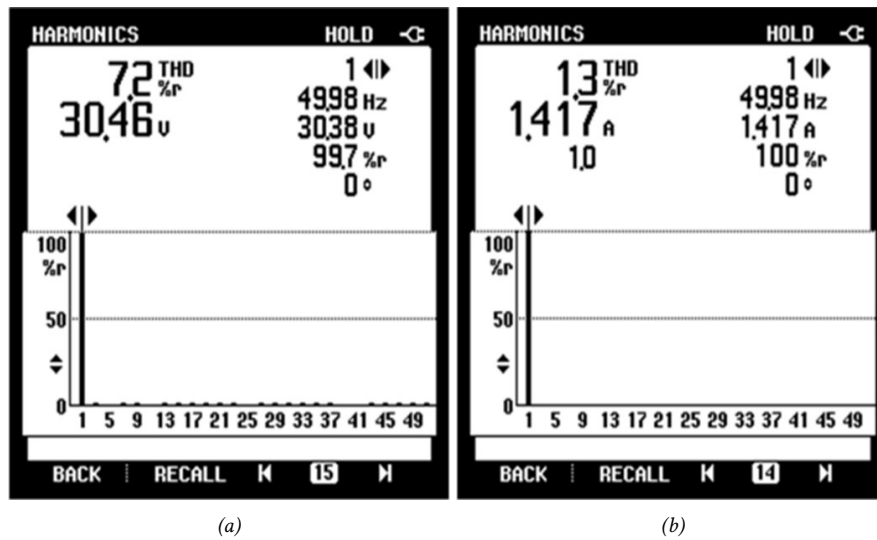 HARMONICS HOLD
7.2 THD %r 1
49.98 Hz
30.46 V 30.38 V
99.7 %r
0 °
100
%r
50
0
1 5 9 13 17 21 25 29 33 37 41 45 49
BACK RECALL 15
(a)
HARMONICS HOLD
1.3 THD %r 1
49.98 Hz
1.417 A 1.417 A
1.0 100 %r
0 °
100
%r
50
0
1 5 9 13 17 21 25 29 33 37 41 45 49
BACK RECALL 14
(b)